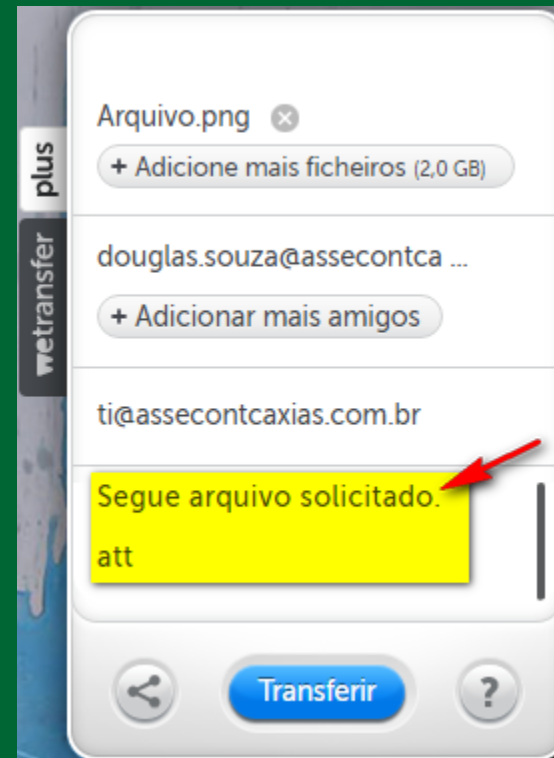 Arquivo.png
+ Adicione mais ficheiros (2,0 GB)
plus
wetransfer
douglas.souza@assecontca ...
+ Adicionar mais amigos
ti@assecontcaxias.com.br
Segue arquivo solicitado.
att
Transferir
?